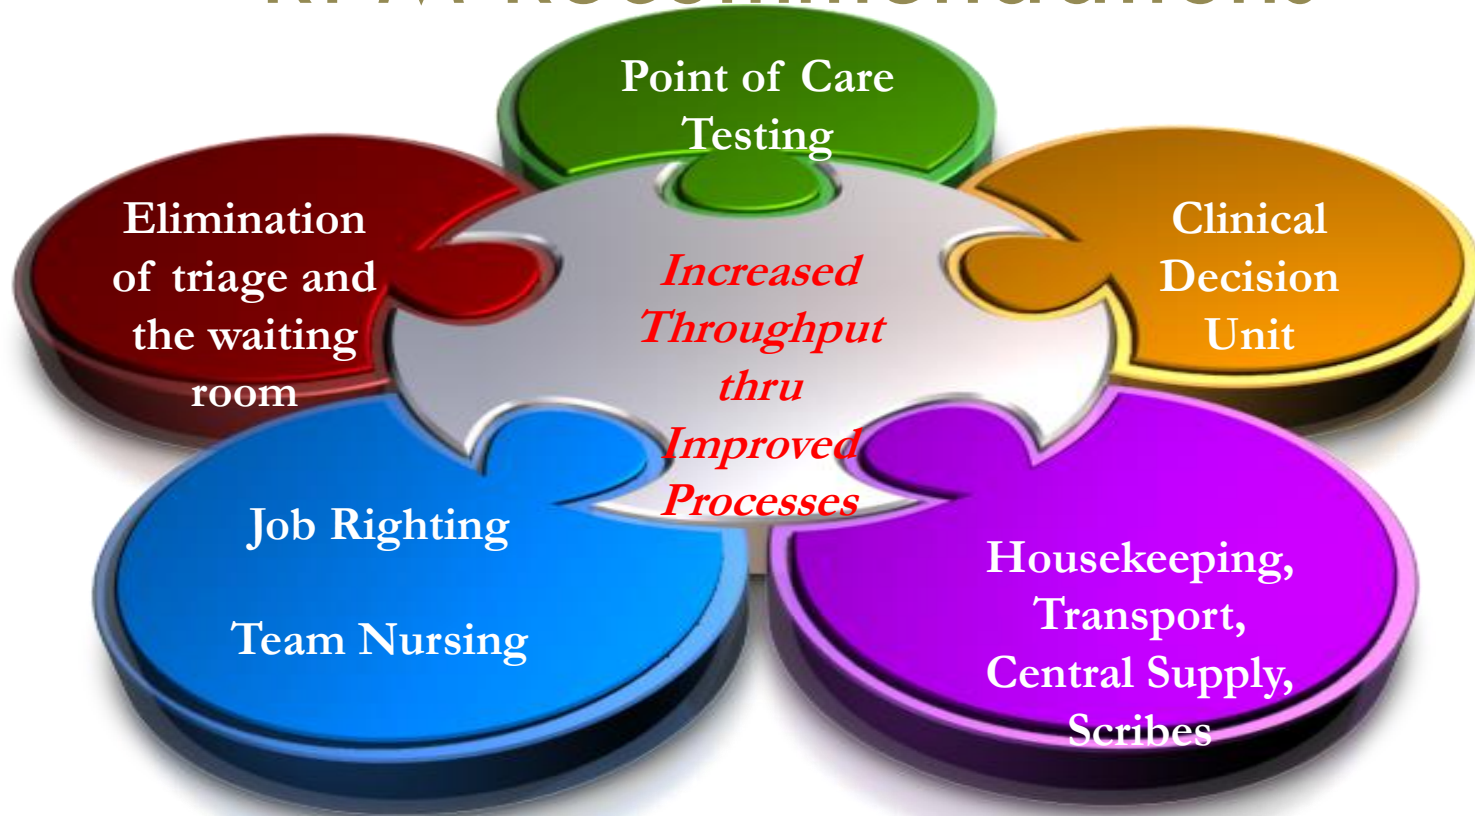 Recommendations
Point of Care
Testing
Elimination
of triage and
the waiting
room
Increased
Throughput
thru
Improved
Processes
Clinical
Decision
Unit
Job Righting
Team Nursing
Housekeeping,
Transport,
Central Supply,
Scribes